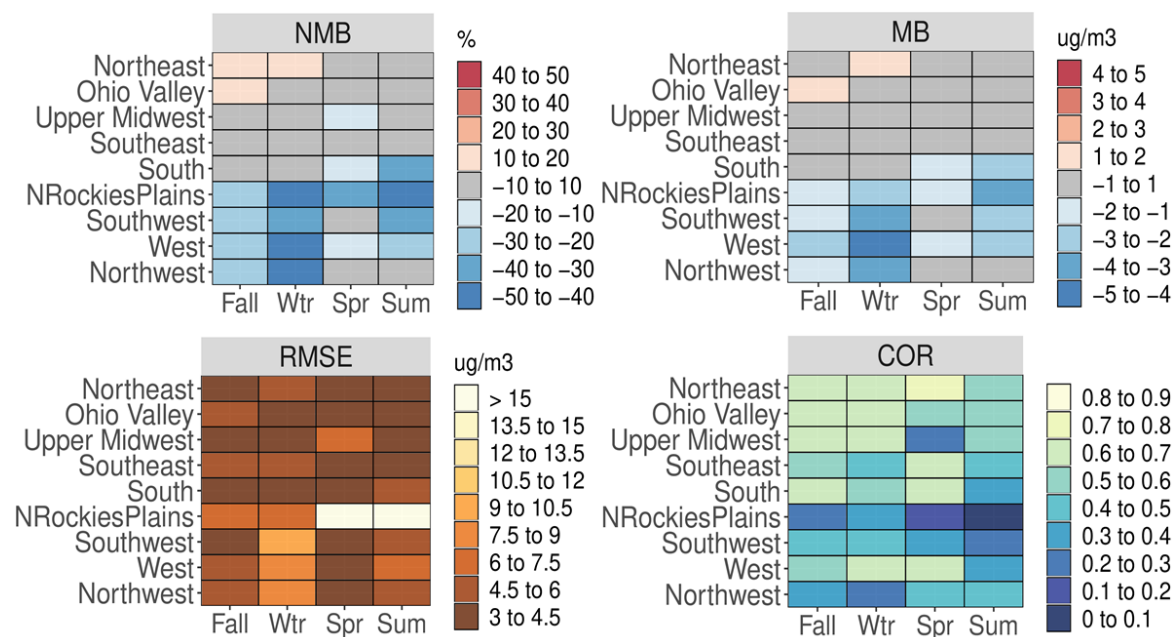 NMB
Northeast
Ohio Valley
Upper Midwest
Southeast
South
NRockiesPlains
Southwest
West
Northwest
Fall Wtr Spr Sum
%
40 to 50
30 to 40
20 to 30
10 to 20
−10 to 10
−20 to −10
−30 to −20
−40 to −30
−50 to −40
MB
Northeast
Ohio Valley
Upper Midwest
Southeast
South
NRockiesPlains
Southwest
West
Northwest
Fall Wtr Spr Sum
ug/m3
4 to 5
3 to 4
2 to 3
1 to 2
−1 to 1
−2 to −1
−3 to −2
−4 to −3
−5 to −4
RMSE
Northeast
Ohio Valley
Upper Midwest
Southeast
South
NRockiesPlains
Southwest
West
Northwest
Fall Wtr Spr Sum
ug/m3
> 15
13.5 to 15
12 to 13.5
10.5 to 12
9 to 10.5
7.5 to 9
6 to 7.5
4.5 to 6
3 to 4.5
COR
Northeast
Ohio Valley
Upper Midwest
Southeast
South
NRockiesPlains
Southwest
West
Northwest
Fall Wtr Spr Sum
0.8 to 0.9
0.7 to 0.8
0.6 to 0.7
0.5 to 0.6
0.4 to 0.5
0.3 to 0.4
0.2 to 0.3
0.1 to 0.2
0 to 0.1